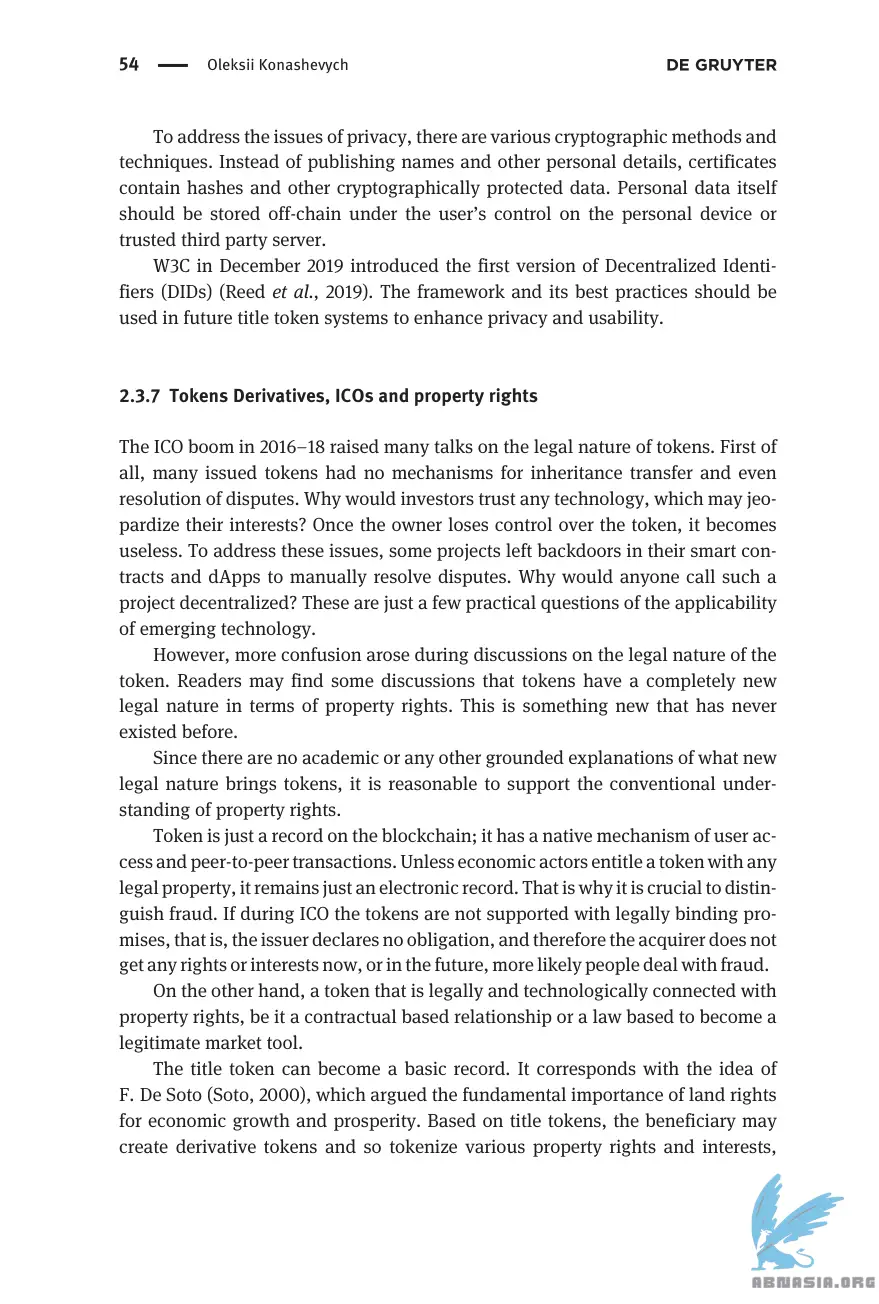 54 — Oleksii Konashevych DE GRUYTER
To address the issues of privacy, there are various cryptographic methods and
techniques. Instead of publishing names and other personal details, certificates
contain hashes and other cryptographically protected data. Personal data itself
should be stored off-chain under the user’s control on the personal device or
trusted third party server.
W3C in December 2019 introduced the first version of Decentralized Identi-
fiers (DIDs) (Reed et al., 2019). The framework and its best practices should be
used in future title token systems to enhance privacy and usability.
2.3.7 Tokens Derivatives, ICOs and property rights
The ICO boom in 2016–18 raised many talks on the legal nature of tokens. First of
all, many issued tokens had no mechanisms for inheritance transfer and even
resolution of disputes. Why would investors trust any technology, which may jeo-
pardize their interests? Once the owner loses control over the token, it becomes
useless. To address these issues, some projects left backdoors in their smart con-
tracts and dApps to manually resolve disputes. Why would anyone call such a
project decentralized? These are just a few practical questions of the applicability
of emerging technology.
However, more confusion arose during discussions on the legal nature of the
token. Readers may find some discussions that tokens have a completely new
legal nature in terms of property rights. This is something new that has never
existed before.
Since there are no academic or any other grounded explanations of what new
legal nature brings tokens, it is reasonable to support the conventional under-
standing of property rights.
Token is just a record on the blockchain; it has a native mechanism of user ac-
cess and peer-to-peer transactions. Unless economic actors entitle a token with any
legal property, it remains just an electronic record. That is why it is crucial to distin-
guish fraud. If during ICO the tokens are not supported with legally binding pro-
mises, that is, the issuer declares no obligation, and therefore the acquirer does not
get any rights or interests now, or in the future, more likely people deal with fraud.
On the other hand, a token that is legally and technologically connected with
property rights, be it a contractual based relationship or a law based to become a
legitimate market tool.
The title token can become a basic record. It corresponds with the idea of
F. De Soto (Soto, 2000), which argued the fundamental importance of land rights
for economic growth and prosperity. Based on title tokens, the beneficiary may
create derivative tokens and so tokenize various property rights and interests,
ABNASIA.ORG